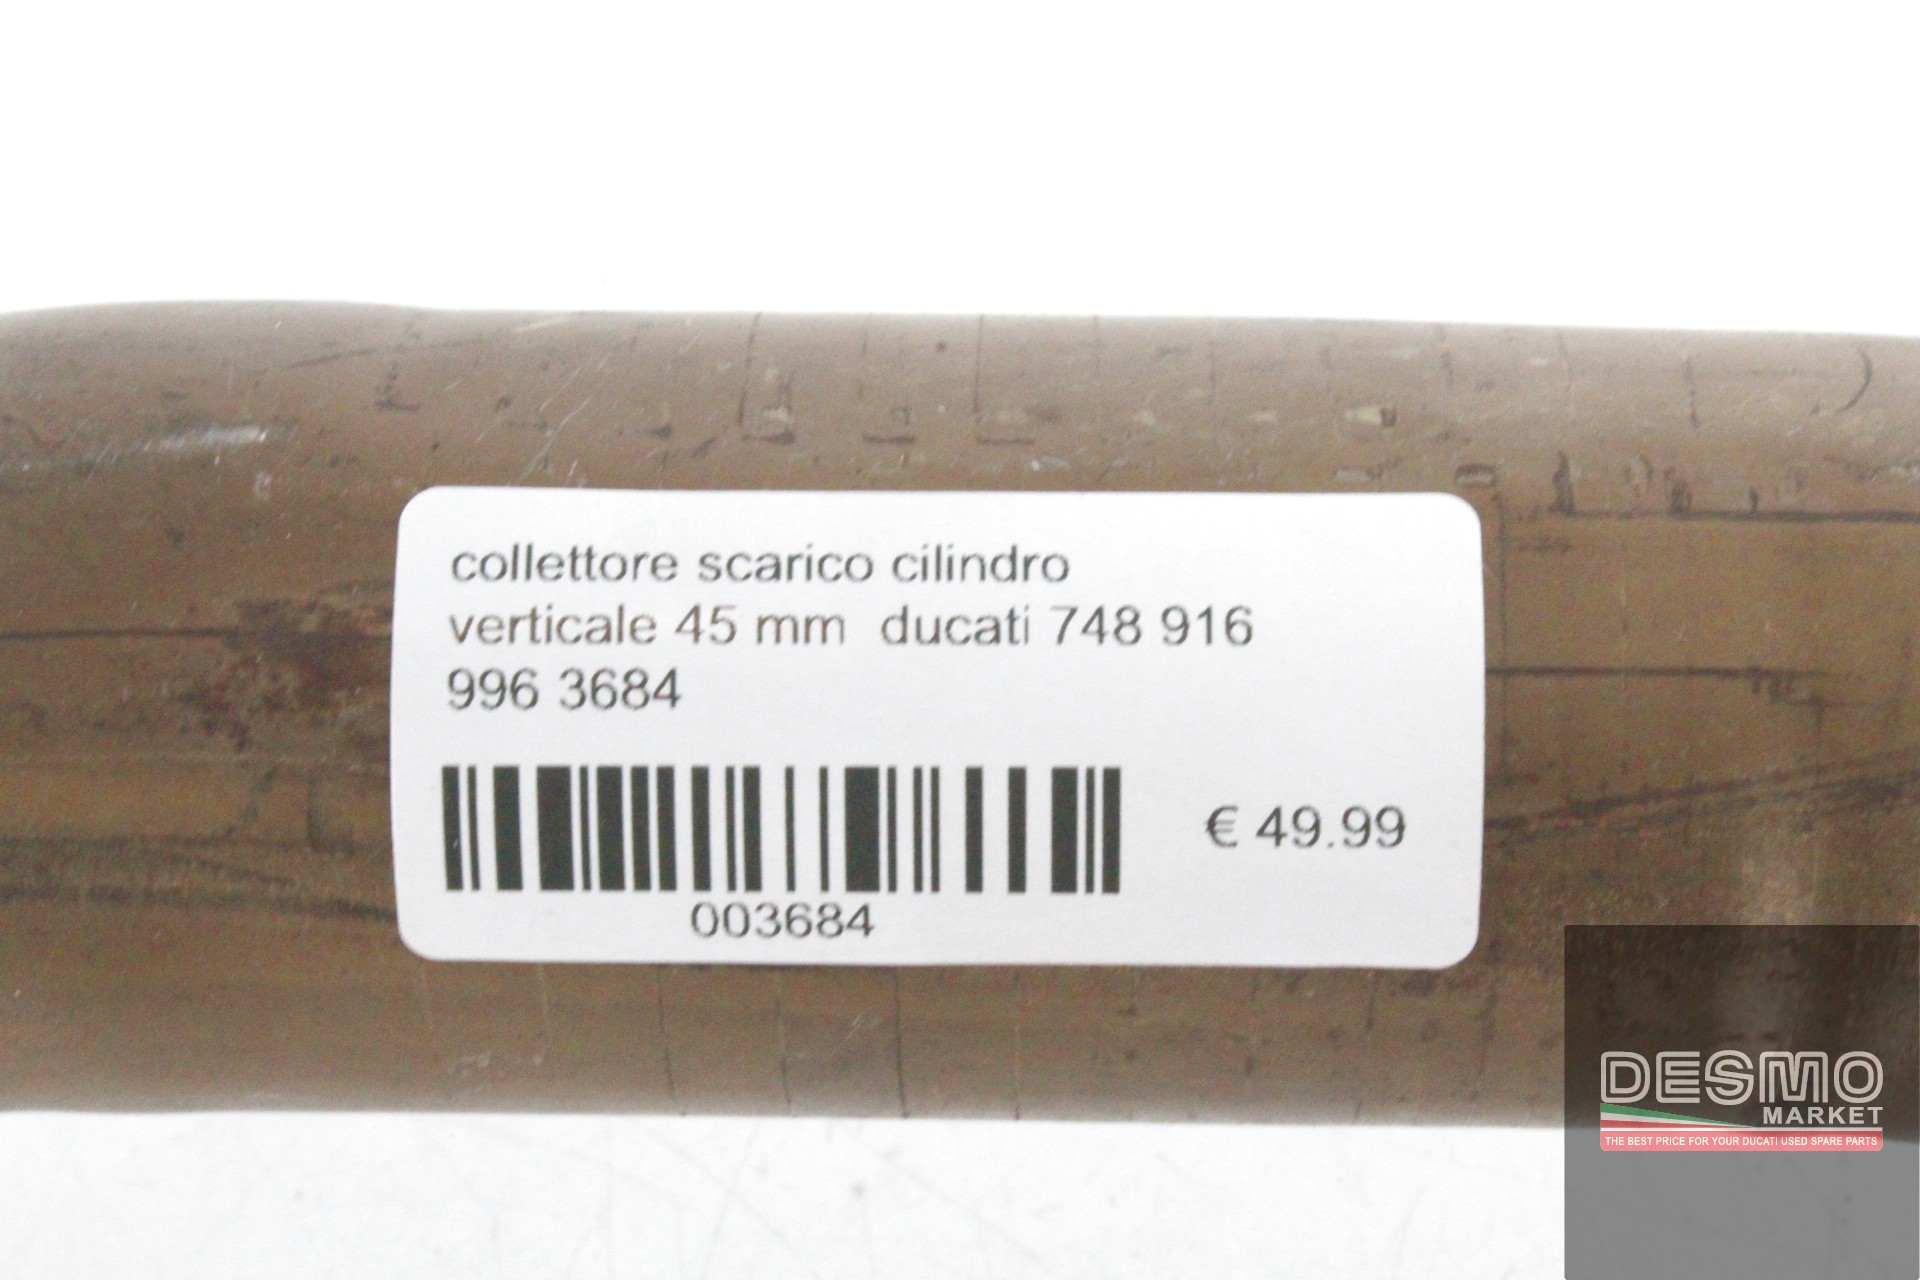 collettore scarico cilindro
verticale 45 mm ducati 748 916
996 3684
€ 49.99
003684
DESMO
MARKET
THE BEST PRICE FOR YOUR DUCATI USED SPARE PARTS